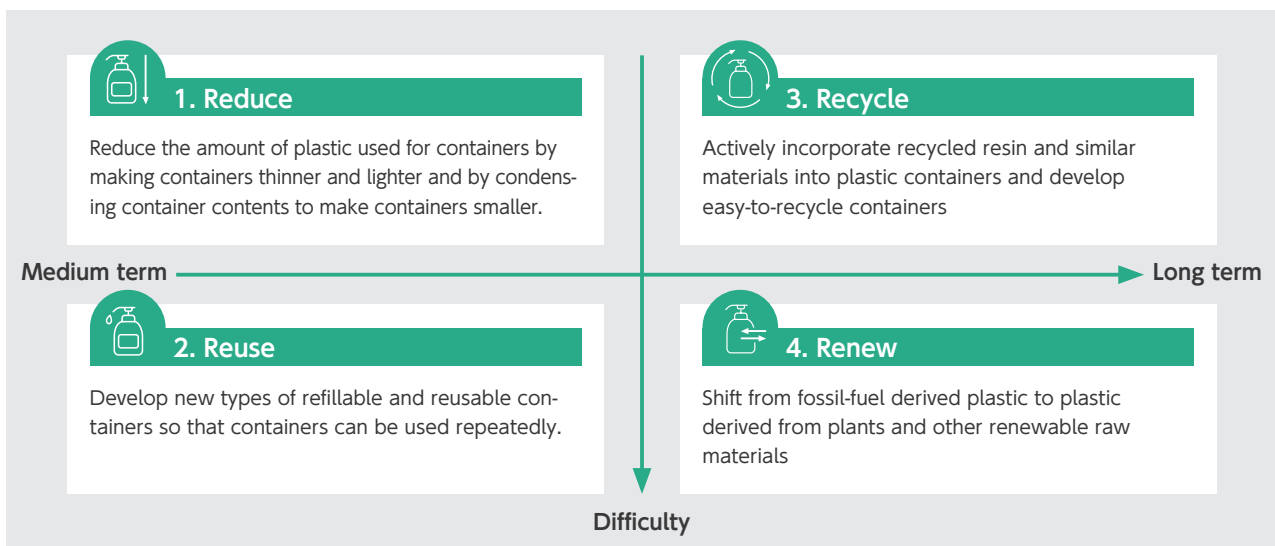 1. Reduce
Reduce the amount of plastic used for containers by
making containers thinner and lighter and by condens-
ing container contents to make containers smaller.
3. Recycle
Actively incorporate recycled resin and similar
materials into plastic containers and develop
easy-to-recycle containers
Medium term
Long term
2. Reuse
Develop new types of refillable and reusable con-
tainers so that containers can be used repeatedly.
4. Renew
Shift from fossil-fuel derived plastic to plastic
derived from plants and other renewable raw
materials
Difficulty